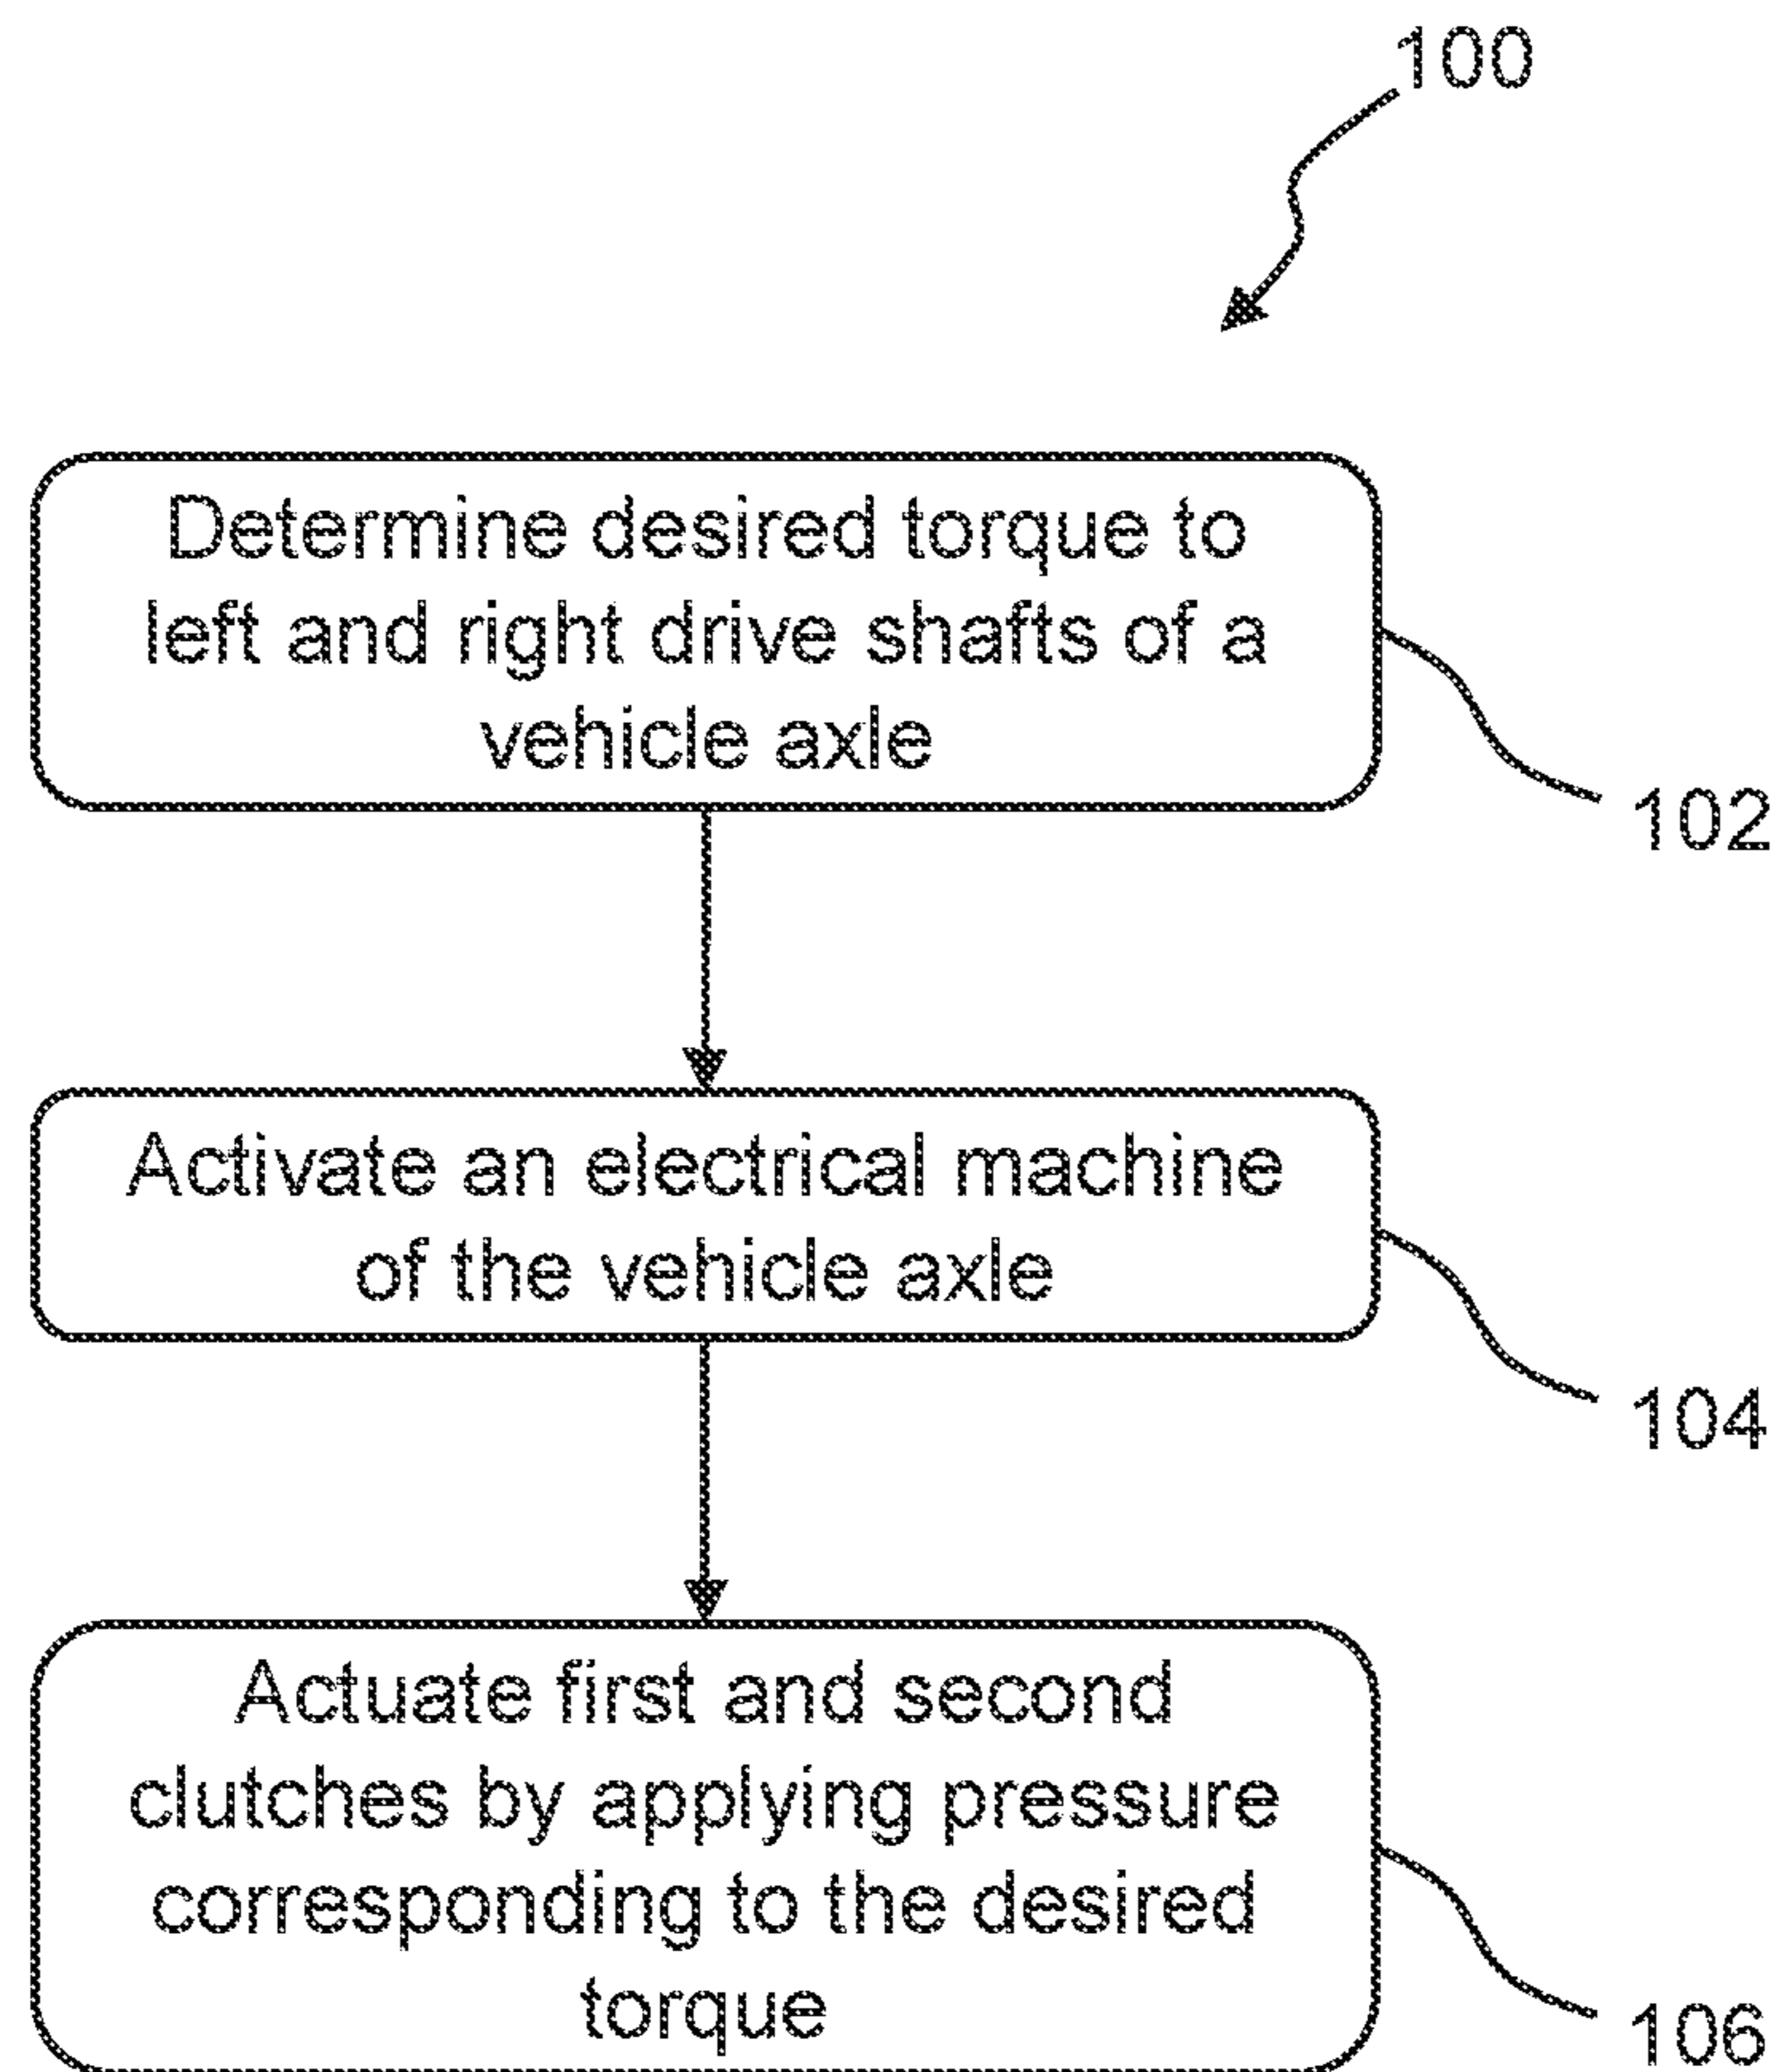 100
Determine desired torque to
left and right drive shafts of a
vehicle axle
102
Activate an electrical machine
of the vehicle axle
104
Actuate first and second
clutches by applying pressure
corresponding to the desired
torque
106